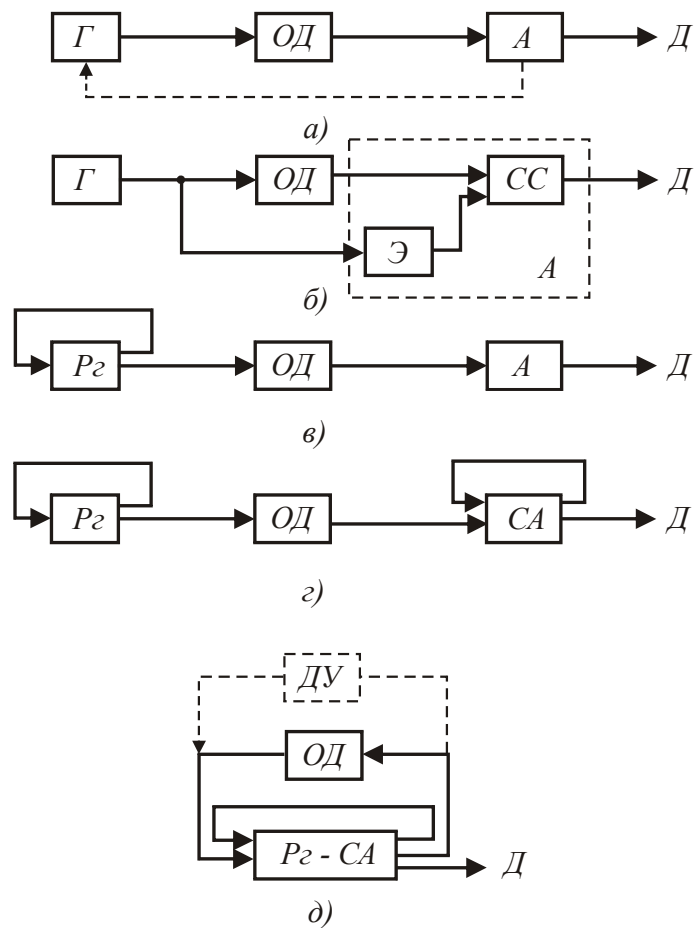 Г ОД А Д
а)
Г ОД СС Д
Э
А
б)
Рг ОД А Д
в)
Рг ОД СА Д
г)
ДУ
ОД
Рг - СА
Д
д)